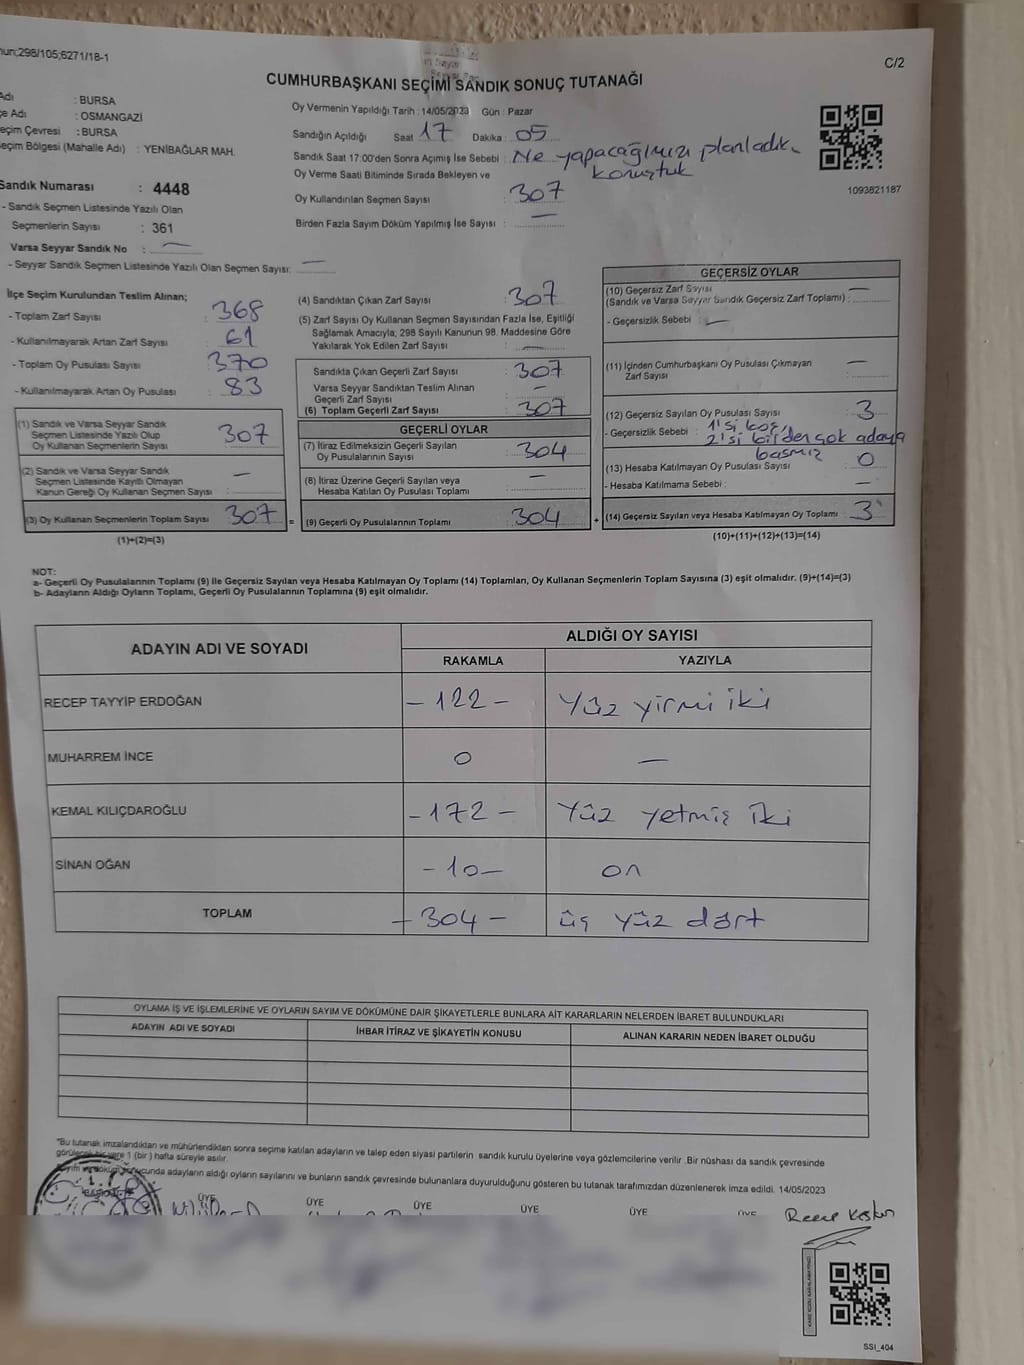 nun;298/105;6271/18-1
C/2
CUMHURBAŞKANI SEÇİMİ SANDIK SONUÇ TUTANAĞI
Adı : BURSA
çe Adı : OSMANGAZİ
eçim Çevresi : BURSA
eçim Bölgesi (Mahalle Adı) : YENİBAĞLAR MAH.
Sandık Numarası : 4448
- Sandık Seçmen Listesinde Yazılı Olan
Seçmenlerin Sayısı : 361
Varsa Seyyar Sandık No : —
- Seyyar Sandık Seçmen Listesinde Yazılı Olan Seçmen Sayısı: —
Oy Vermenin Yapıldığı Tarih : 14/05/2023 Gün : Pazar
Sandığın Açıldığı Saat 17 Dakika : 05
Sandık Saat 17:00'den Sonra Açımış İse Sebebi : Ne yapacağımızı planladık.
konuştuk
Oy Verme Saati Bitiminde Sırada Bekleyen ve
Oy Kullandırılan Seçmen Sayısı : 307
Birden Fazla Sayım Döküm Yapılmış İse Sayısı : —
1093821187
İlçe Seçim Kurulundan Teslim Alınan;
- Toplam Zarf Sayısı : 368
- Kullanılmayarak Artan Zarf Sayısı : 61
- Toplam Oy Pusulası Sayısı : 370
- Kullanılmayarak Artan Oy Pusulası : 83
(1) Sandık ve Varsa Seyyar Sandık
Seçmen Listesinde Yazılı Olup
Oy Kullanan Seçmenlerin Sayısı : 307
(2) Sandık ve Varsa Seyyar Sandık
Seçmen Listesinde Kayıtlı Olmayan
Kanun Gereği Oy Kullanan Seçmen Sayısı : —
(3) Oy Kullanan Seçmenlerin Toplam Sayısı 307 =
(1)+(2)=(3)
(4) Sandıktan Çıkan Zarf Sayısı : 307
(5) Zarf Sayısı Oy Kullanan Seçmen Sayısından Fazla İse, Eşitliği
Sağlamak Amacıyla, 298 Sayılı Kanunun 98. Maddesine Göre
Yakılarak Yok Edilen Zarf Sayısı : —
Sandıkta Çıkan Geçerli Zarf Sayısı : 307
Varsa Seyyar Sandıktan Teslim Alınan
Geçerli Zarf Sayısı : —
(6) Toplam Geçerli Zarf Sayısı : 307
GEÇERLİ OYLAR
(7) İtiraz Edilmeksizin Geçerli Sayılan
Oy Pusulalarının Sayısı : 304
(8) İtiraz Üzerine Geçerli Sayılan veya
Hesaba Katılan Oy Pusulası Toplamı : —
(9) Geçerli Oy Pusulalarının Toplamı : 304 +
GEÇERSİZ OYLAR
(10) Geçersiz Zarf Sayısı
(Sandık ve Varsa Seyyar Sandık Geçersiz Zarf Toplamı) : —
- Geçersizlik Sebebi : —
(11) İçinden Cumhurbaşkanı Oy Pusulası Çıkmayan
Zarf Sayısı : —
(12) Geçersiz Sayılan Oy Pusulası Sayısı : 3
- Geçersizlik Sebebi : 1'si boş,
2'si birden çok adaya
basmış
(13) Hesaba Katılmayan Oy Pusulası Sayısı : 0
- Hesaba Katılmama Sebebi : —
(14) Geçersiz Sayılan veya Hesaba Katılmayan Oy Toplamı : 3
(10)+(11)+(12)+(13)=(14)
NOT:
a- Geçerli Oy Pusulalarının Toplamı (9) ile Geçersiz Sayılan veya Hesaba Katılmayan Oy Toplamı (14) Toplamları, Oy Kullanan Seçmenlerin Toplam Sayısına (3) eşit olmalıdır. (9)+(14)=(3)
b- Adayların Aldığı Oyların Toplamı, Geçerli Oy Pusulalarının Toplamına (9) eşit olmalıdır.
ADAYIN ADI VE SOYADI ALDIĞI OY SAYISI
RAKAMLA YAZIYLA
RECEP TAYYİP ERDOĞAN - 122 - Yüz yirmi iki
MUHARREM İNCE 0 —
KEMAL KILIÇDAROĞLU - 172 - Yüz yetmiş iki
SİNAN OĞAN - 10 - on
TOPLAM - 304 - üç yüz dört
OYLAMA İŞ VE İŞLEMLERİNE VE OYLARIN SAYIM VE DÖKÜMÜNE DAİR ŞİKAYETLERLE BUNLARA AİT KARARLARIN NELERDEN İBARET BULUNDUKLARI
ADAYIN ADI VE SOYADI İHBAR İTİRAZ VE ŞİKAYETİN KONUSU ALINAN KARARIN NEDEN İBARET OLDUĞU
"Bu tutanak imzalandıktan ve mühürlendikten sonra seçime katılan adayların ve talep eden siyasi partilerin sandık kurulu üyelerine veya gözlemcilerine verilir .Bir nüshası da sandık çevresinde
görülecek bir yere 1 (bir ) hafta süreyle asılır.
Sayım ve döküm sonucunda adayların aldığı oyların sayılarını ve bunların sandık çevresinde bulunanlara duyurulduğunu gösteren bu tutanak tarafımızdan düzenlenerek imza edildi. 14/05/2023
BAŞKAN ÜYE ÜYE ÜYE ÜYE ÜYE ÜYE
Recep Keskin
SSI_404